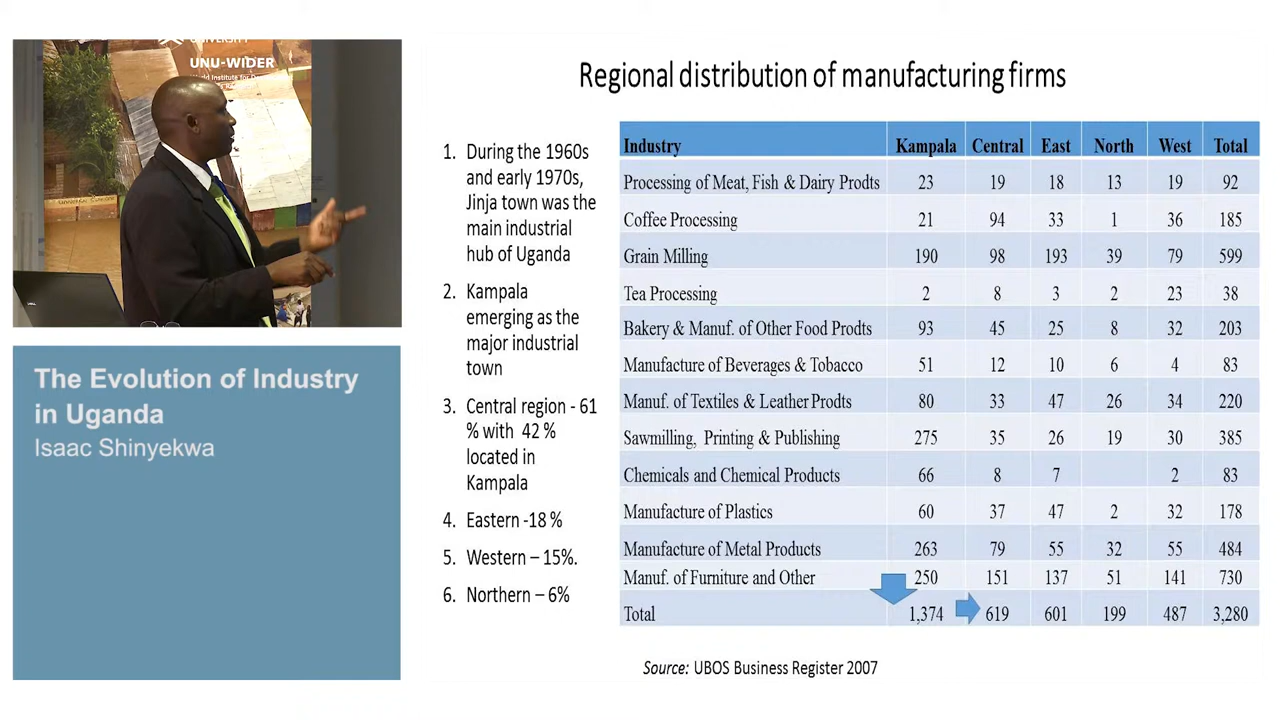 UNIVERSITY
UNU-WIDER
Regional distribution of manufacturing firms
1. During the 1960s
and early 1970s,
Jinja town was the
main industrial
hub of Uganda
2. Kampala
emerging as the
major industrial
town
3. Central region - 61
% with 42 %
located in
Kampala
4. Eastern -18 %
5. Western – 15%.
6. Northern – 6%
Industry Kampala Central East North West Total
Processing of Meat, Fish & Dairy Prodts 23 19 18 13 19 92
Coffee Processing 21 94 33 1 36 185
Grain Milling 190 98 193 39 79 599
Tea Processing 2 8 3 2 23 38
Bakery & Manuf. of Other Food Prodts 93 45 25 8 32 203
Manufacture of Beverages & Tobacco 51 12 10 6 4 83
Manuf. of Textiles & Leather Prodts 80 33 47 26 34 220
Sawmilling, Printing & Publishing 275 35 26 19 30 385
Chemicals and Chemical Products 66 8 7 2 83
Manufacture of Plastics 60 37 47 2 32 178
Manufacture of Metal Products 263 79 55 32 55 484
Manuf. of Furniture and Other 250 151 137 51 141 730
Total 1,374 619 601 199 487 3,280
Source: UBOS Business Register 2007
The Evolution of Industry
in Uganda
Isaac Shinyekwa
DELL